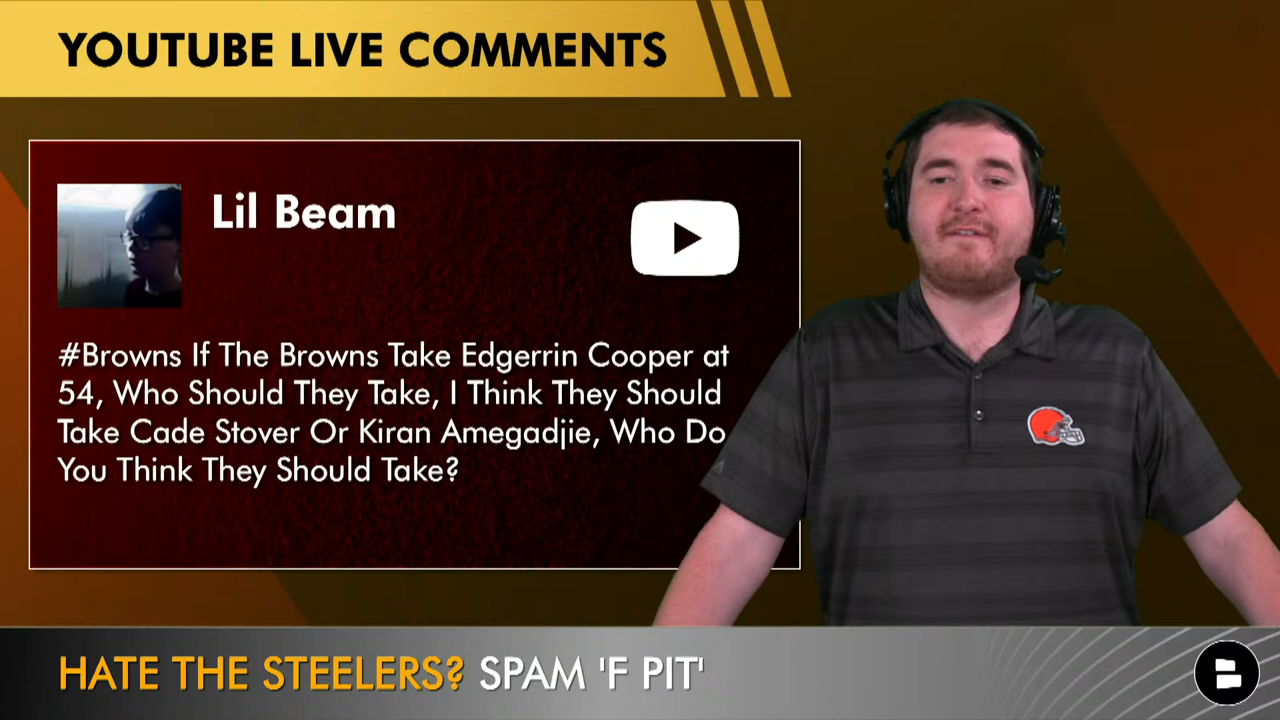 YOUTUBE LIVE COMMENTS
Lil Beam
#Browns If The Browns Take Edgerrin Cooper at
54, Who Should They Take, I Think They Should
Take Cade Stover Or Kiran Amegadjie, Who Do
You Think They Should Take?
HATE THE STEELERS? SPAM 'F PIT'